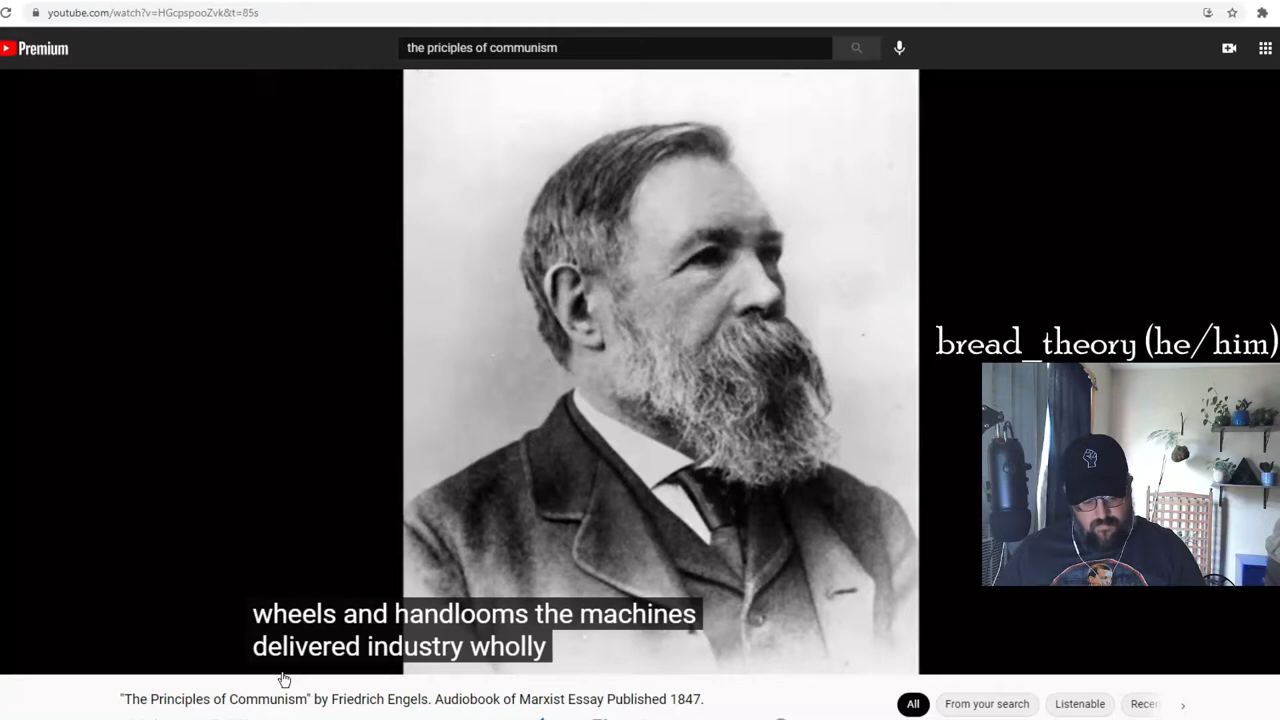 youtube.com/watch?v=HGcpspooZvk&t=85s
Premium
the priciples of communism
bread_theory (he/him)
wheels and handlooms the machines
delivered industry wholly
"The Principles of Communism" by Friedrich Engels. Audiobook of Marxist Essay Published 1847.
All
From your search
Listenable
Recen